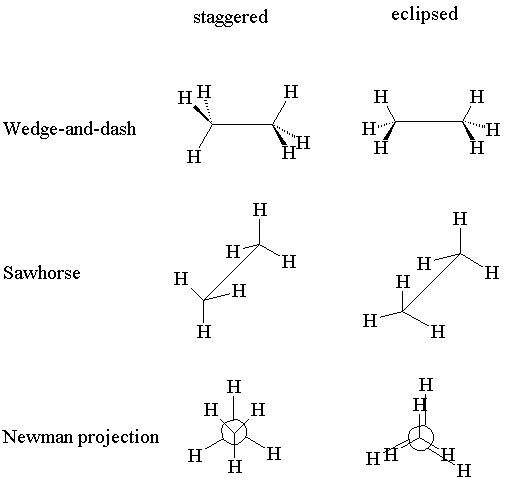 staggered eclipsed
H H H H H
Wedge-and-dash H H H H
H H H H
H H
Sawhorse H H H H
H H H
H H H
H H
H H H
Newman projection H H H H
H H H